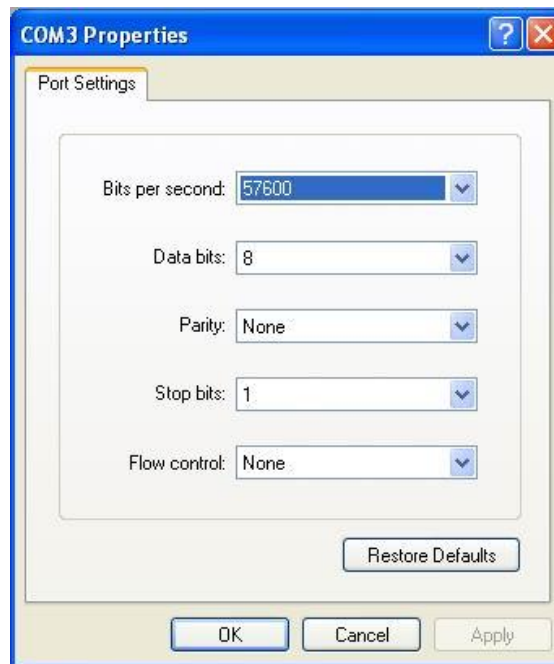 COM3 Properties
?
Port Settings
Bits per second: 57600
Data bits: 8
Parity: None
Stop bits: 1
Flow control: None
Restore Defaults
OK Cancel Apply